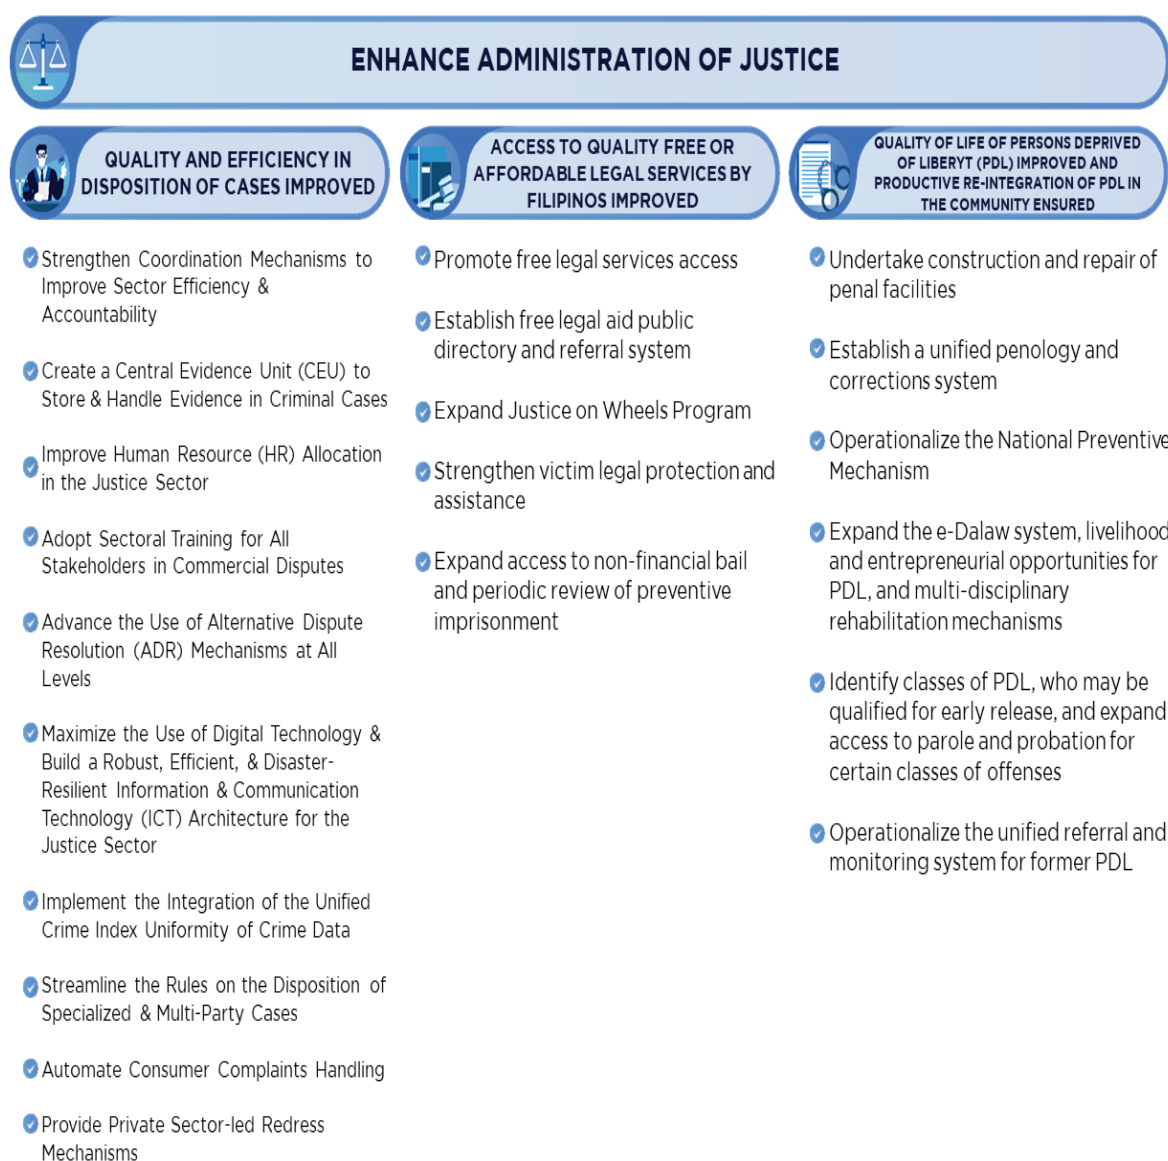 ENHANCE ADMINISTRATION OF JUSTICE
QUALITY AND EFFICIENCY IN
DISPOSITION OF CASES IMPROVED
Strengthen Coordination Mechanisms to
Improve Sector Efficiency &
Accountability
Create a Central Evidence Unit (CEU) to
Store & Handle Evidence in Criminal Cases
Improve Human Resource (HR) Allocation
in the Justice Sector
Adopt Sectoral Training for All
Stakeholders in Commercial Disputes
Advance the Use of Alternative Dispute
Resolution (ADR) Mechanisms at All
Levels
Maximize the Use of Digital Technology &
Build a Robust, Efficient, & Disaster-
Resilient Information & Communication
Technology (ICT) Architecture for the
Justice Sector
Implement the Integration of the Unified
Crime Index Uniformity of Crime Data
Streamline the Rules on the Disposition of
Specialized & Multi-Party Cases
Automate Consumer Complaints Handling
Provide Private Sector-led Redress
Mechanisms
ACCESS TO QUALITY FREE OR
AFFORDABLE LEGAL SERVICES BY
FILIPINOS IMPROVED
Promote free legal services access
Establish free legal aid public
directory and referral system
Expand Justice on Wheels Program
Strengthen victim legal protection and
assistance
Expand access to non-financial bail
and periodic review of preventive
imprisonment
QUALITY OF LIFE OF PERSONS DEPRIVED
OF LIBERYT (PDL) IMPROVED AND
PRODUCTIVE RE-INTEGRATION OF PDL IN
THE COMMUNITY ENSURED
Undertake construction and repair of
penal facilities
Establish a unified penology and
corrections system
Operationalize the National Preventive
Mechanism
Expand the e-Dalaw system, livelihood
and entrepreneurial opportunities for
PDL, and multi-disciplinary
rehabilitation mechanisms
Identify classes of PDL, who may be
qualified for early release, and expand
access to parole and probation for
certain classes of offenses
Operationalize the unified referral and
monitoring system for former PDL